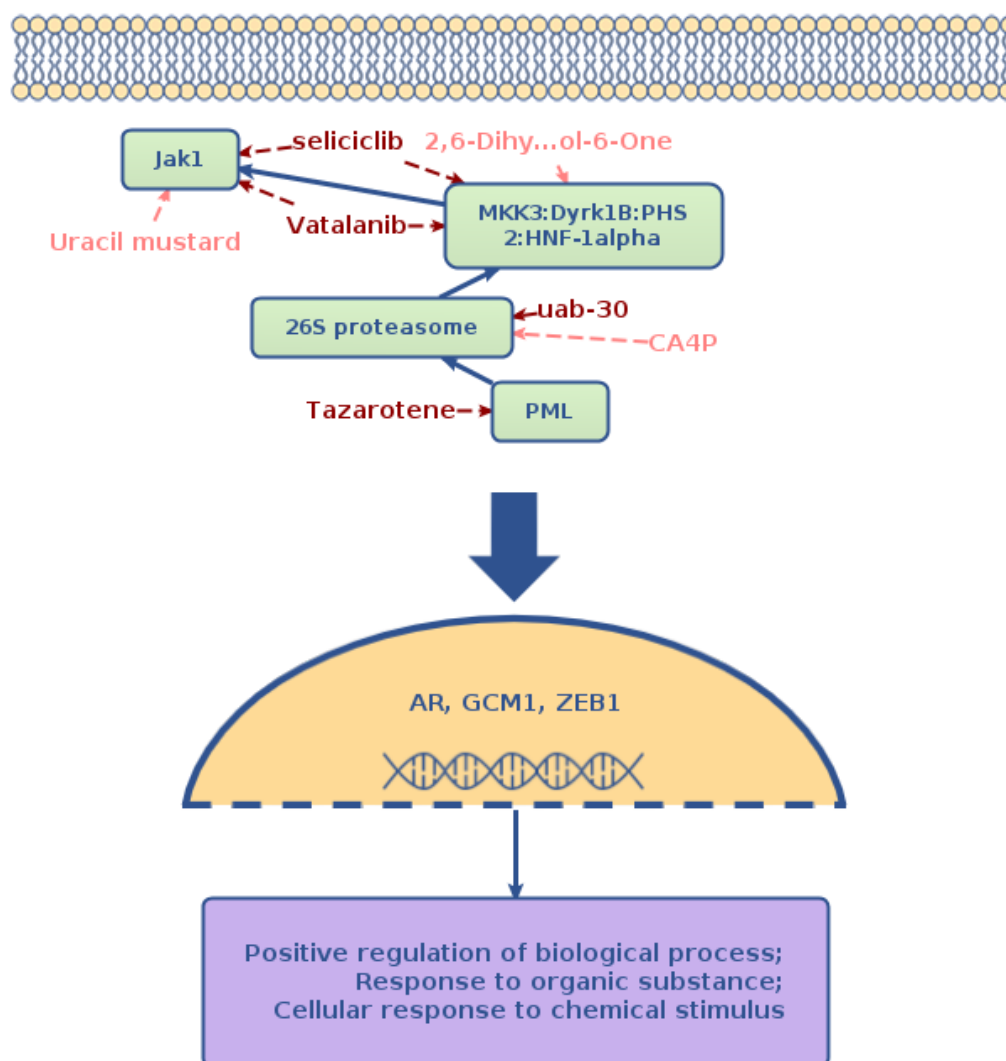 seliciclib
2,6-Dihy...ol-6-One
Jak1
MKK3:Dyrk1B:PHS
2:HNF-1alpha
Vatalanib
Uracil mustard
uab-30
26S proteasome
CA4P
Tazarotene
PML
AR, GCM1, ZEB1
Positive regulation of biological process;
Response to organic substance;
Cellular response to chemical stimulus